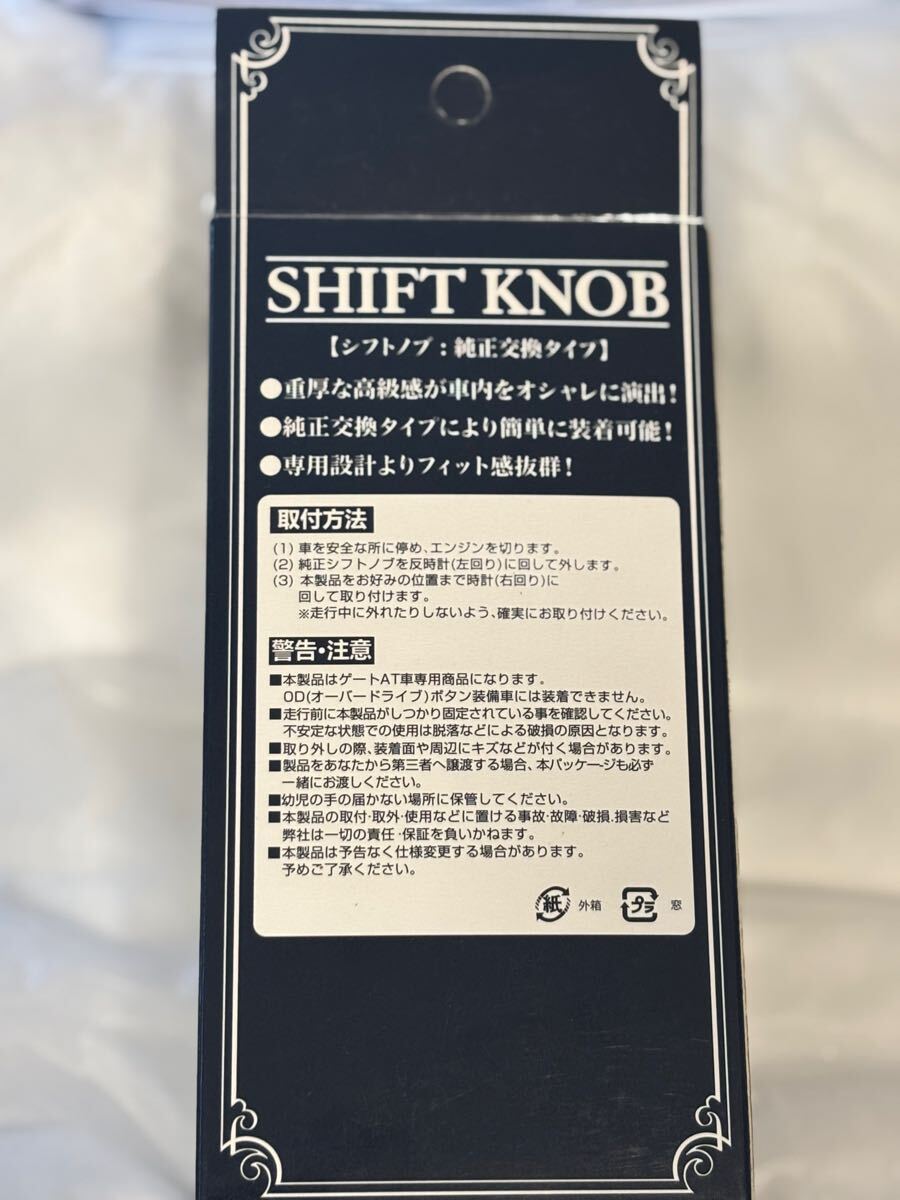 SHIFT KNOB
【シフトノブ：純正交換タイプ】
●重厚な高級感が車内をオシャレに演出！
●純正交換タイプにより簡単に装着可能！
●専用設計よりフィット感抜群！
取付方法
(1) 車を安全な所に停め、エンジンを切ります。
(2) 純正シフトノブを反時計(左回り)に回して外します。
(3) 本製品をお好みの位置まで時計(右回り)に
回して取り付けます。
※走行中に外れたりしないよう、確実にお取り付けください。
警告・注意
■本製品はゲートAT車専用商品になります。
OD(オーバードライブ)ボタン装備車には装着できません。
■走行前に本製品がしつかり固定されている事を確認してください。
不安定な状態での使用は脱落などによる破損の原因となります。
■取り外しの際、装着面や周辺にキズなどが付く場合があります。
■製品をあなたから第三者へ譲渡する場合、本パッケージも必ず
一緒にお渡しください。
■幼児の手の届かない場所に保管してください。
■本製品の取付・取外・使用などに置ける事故・故障・破損.損害など
弊社は一切の責任・保証を負いかねます。
■本製品は予告なく仕様変更する場合があります。
予めご了承ください。
紙 外箱 プラ 窓